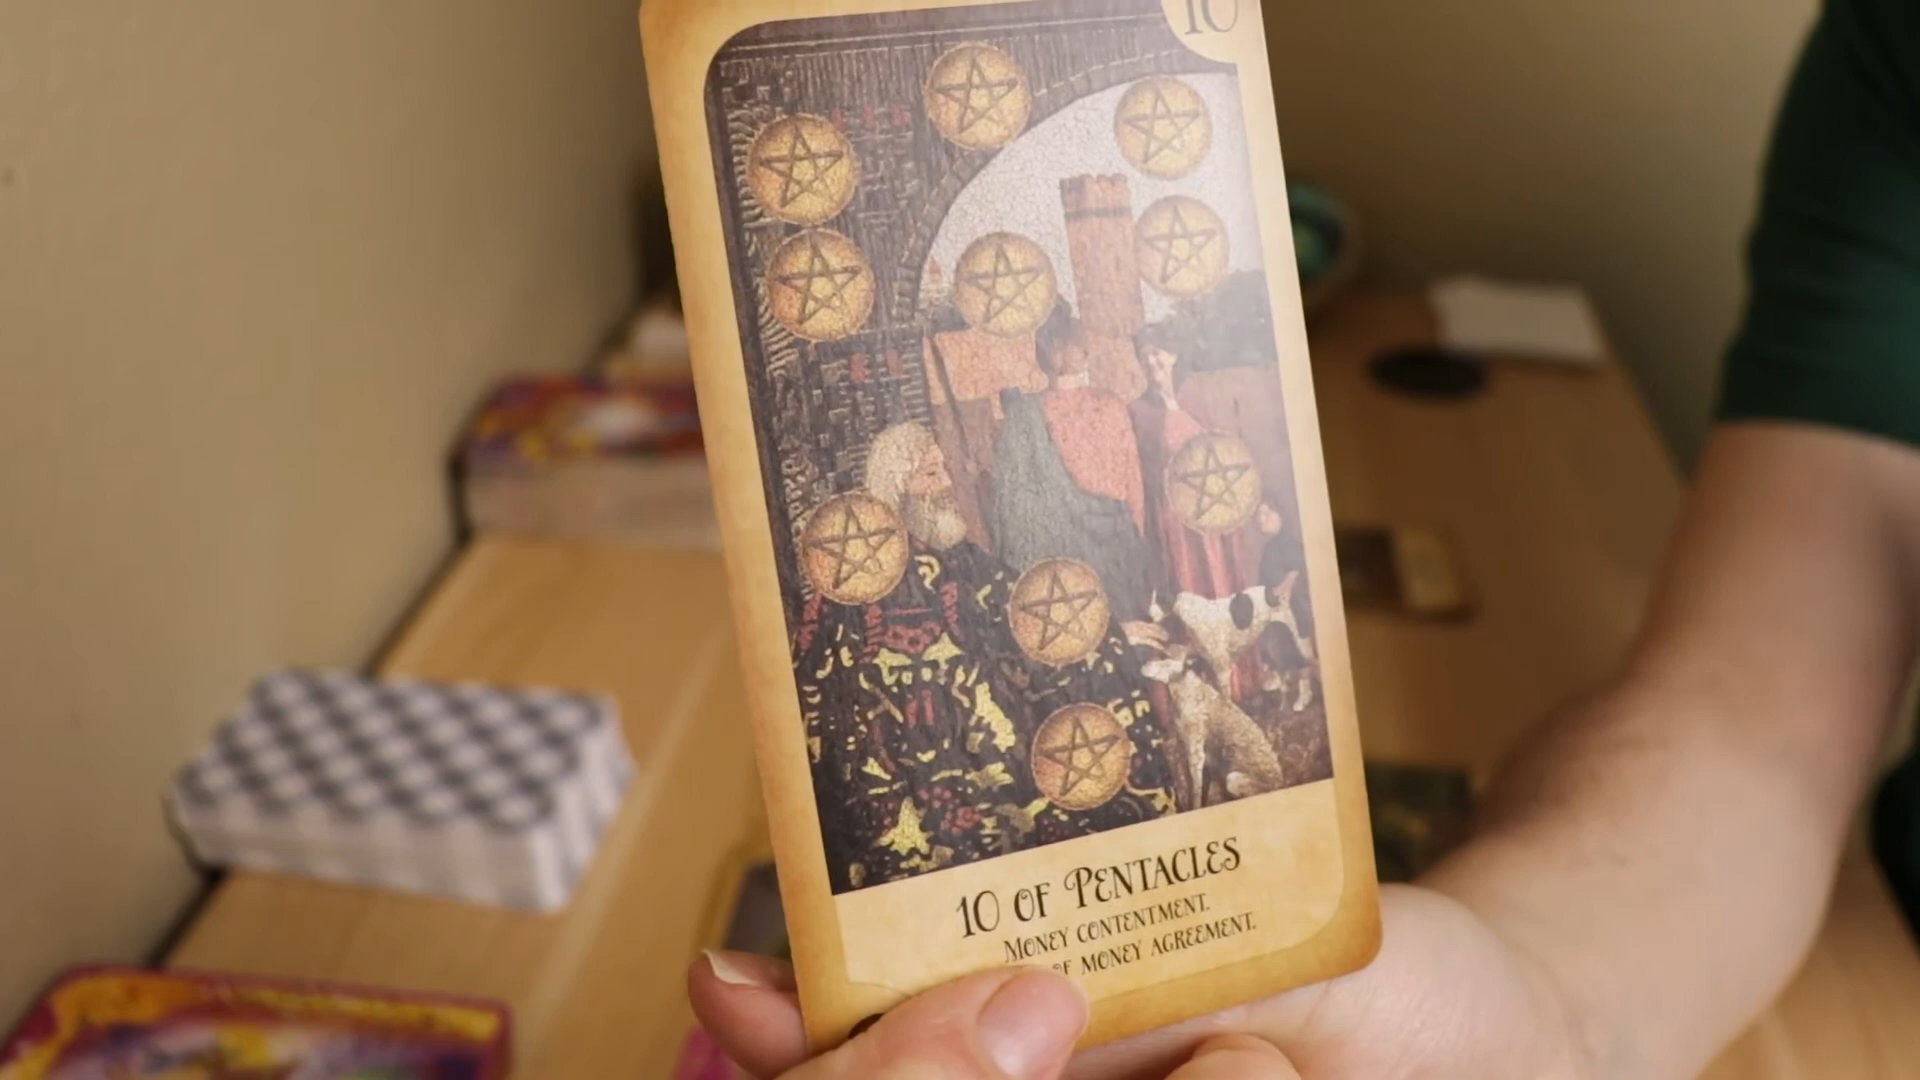 10
10 of Pentacles
Money contentment.
of money agreement.